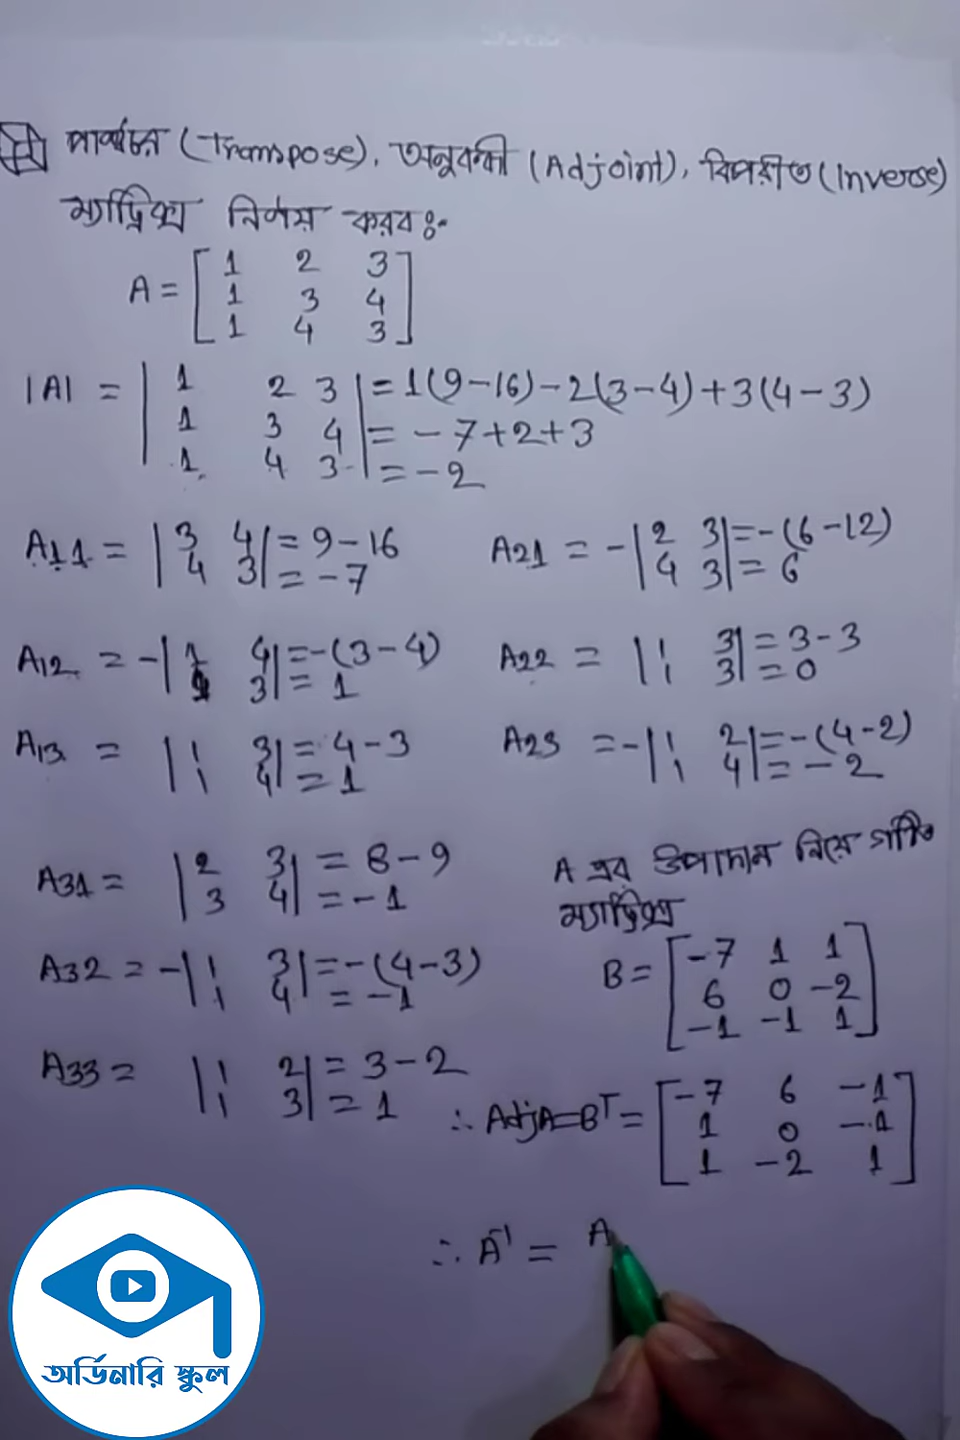 পার্শ্বচর (Transpose), অনুবন্ধী (Adjoint), বিপরীত (Inverse)
ম্যাট্রিক্স নির্ণয় করব ঃ-
A = [ 1 2 3
1 3 4
1 4 3 ]
|A| = | 1 2 3 | = 1(9-16)-2(3-4)+3(4-3)
1 3 4 | = -7+2+3
1 4 3 | = -2
A11 = | 3 4 | = 9-16
4 3 | = -7
A12 = -| 1 4 | = -(3-4)
1 3 | = 1
A13 = | 1 3 | = 4-3
1 4 | = 1
A21 = -| 2 3 | = -(6-12)
4 3 | = 6
A22 = | 1 3 | = 3-3
1 3 | = 0
A23 = -| 1 2 | = -(4-2)
1 4 | = -2
A31 = | 2 3 | = 8-9
3 4 | = -1
A32 = -| 1 3 | = -(4-3)
1 4 | = -1
A33 = | 1 2 | = 3-2
1 3 | = 1
A এর উপাদান নিয়ে গঠিত
ম্যাট্রিক্স
B = [ -7 1 1
6 0 -2
-1 -1 1 ]
∴ AdjA = Bᵀ = [ -7 6 -1
1 0 -1
1 -2 1 ]
∴ A⁻¹ = A
অর্ডিনারি স্কুল